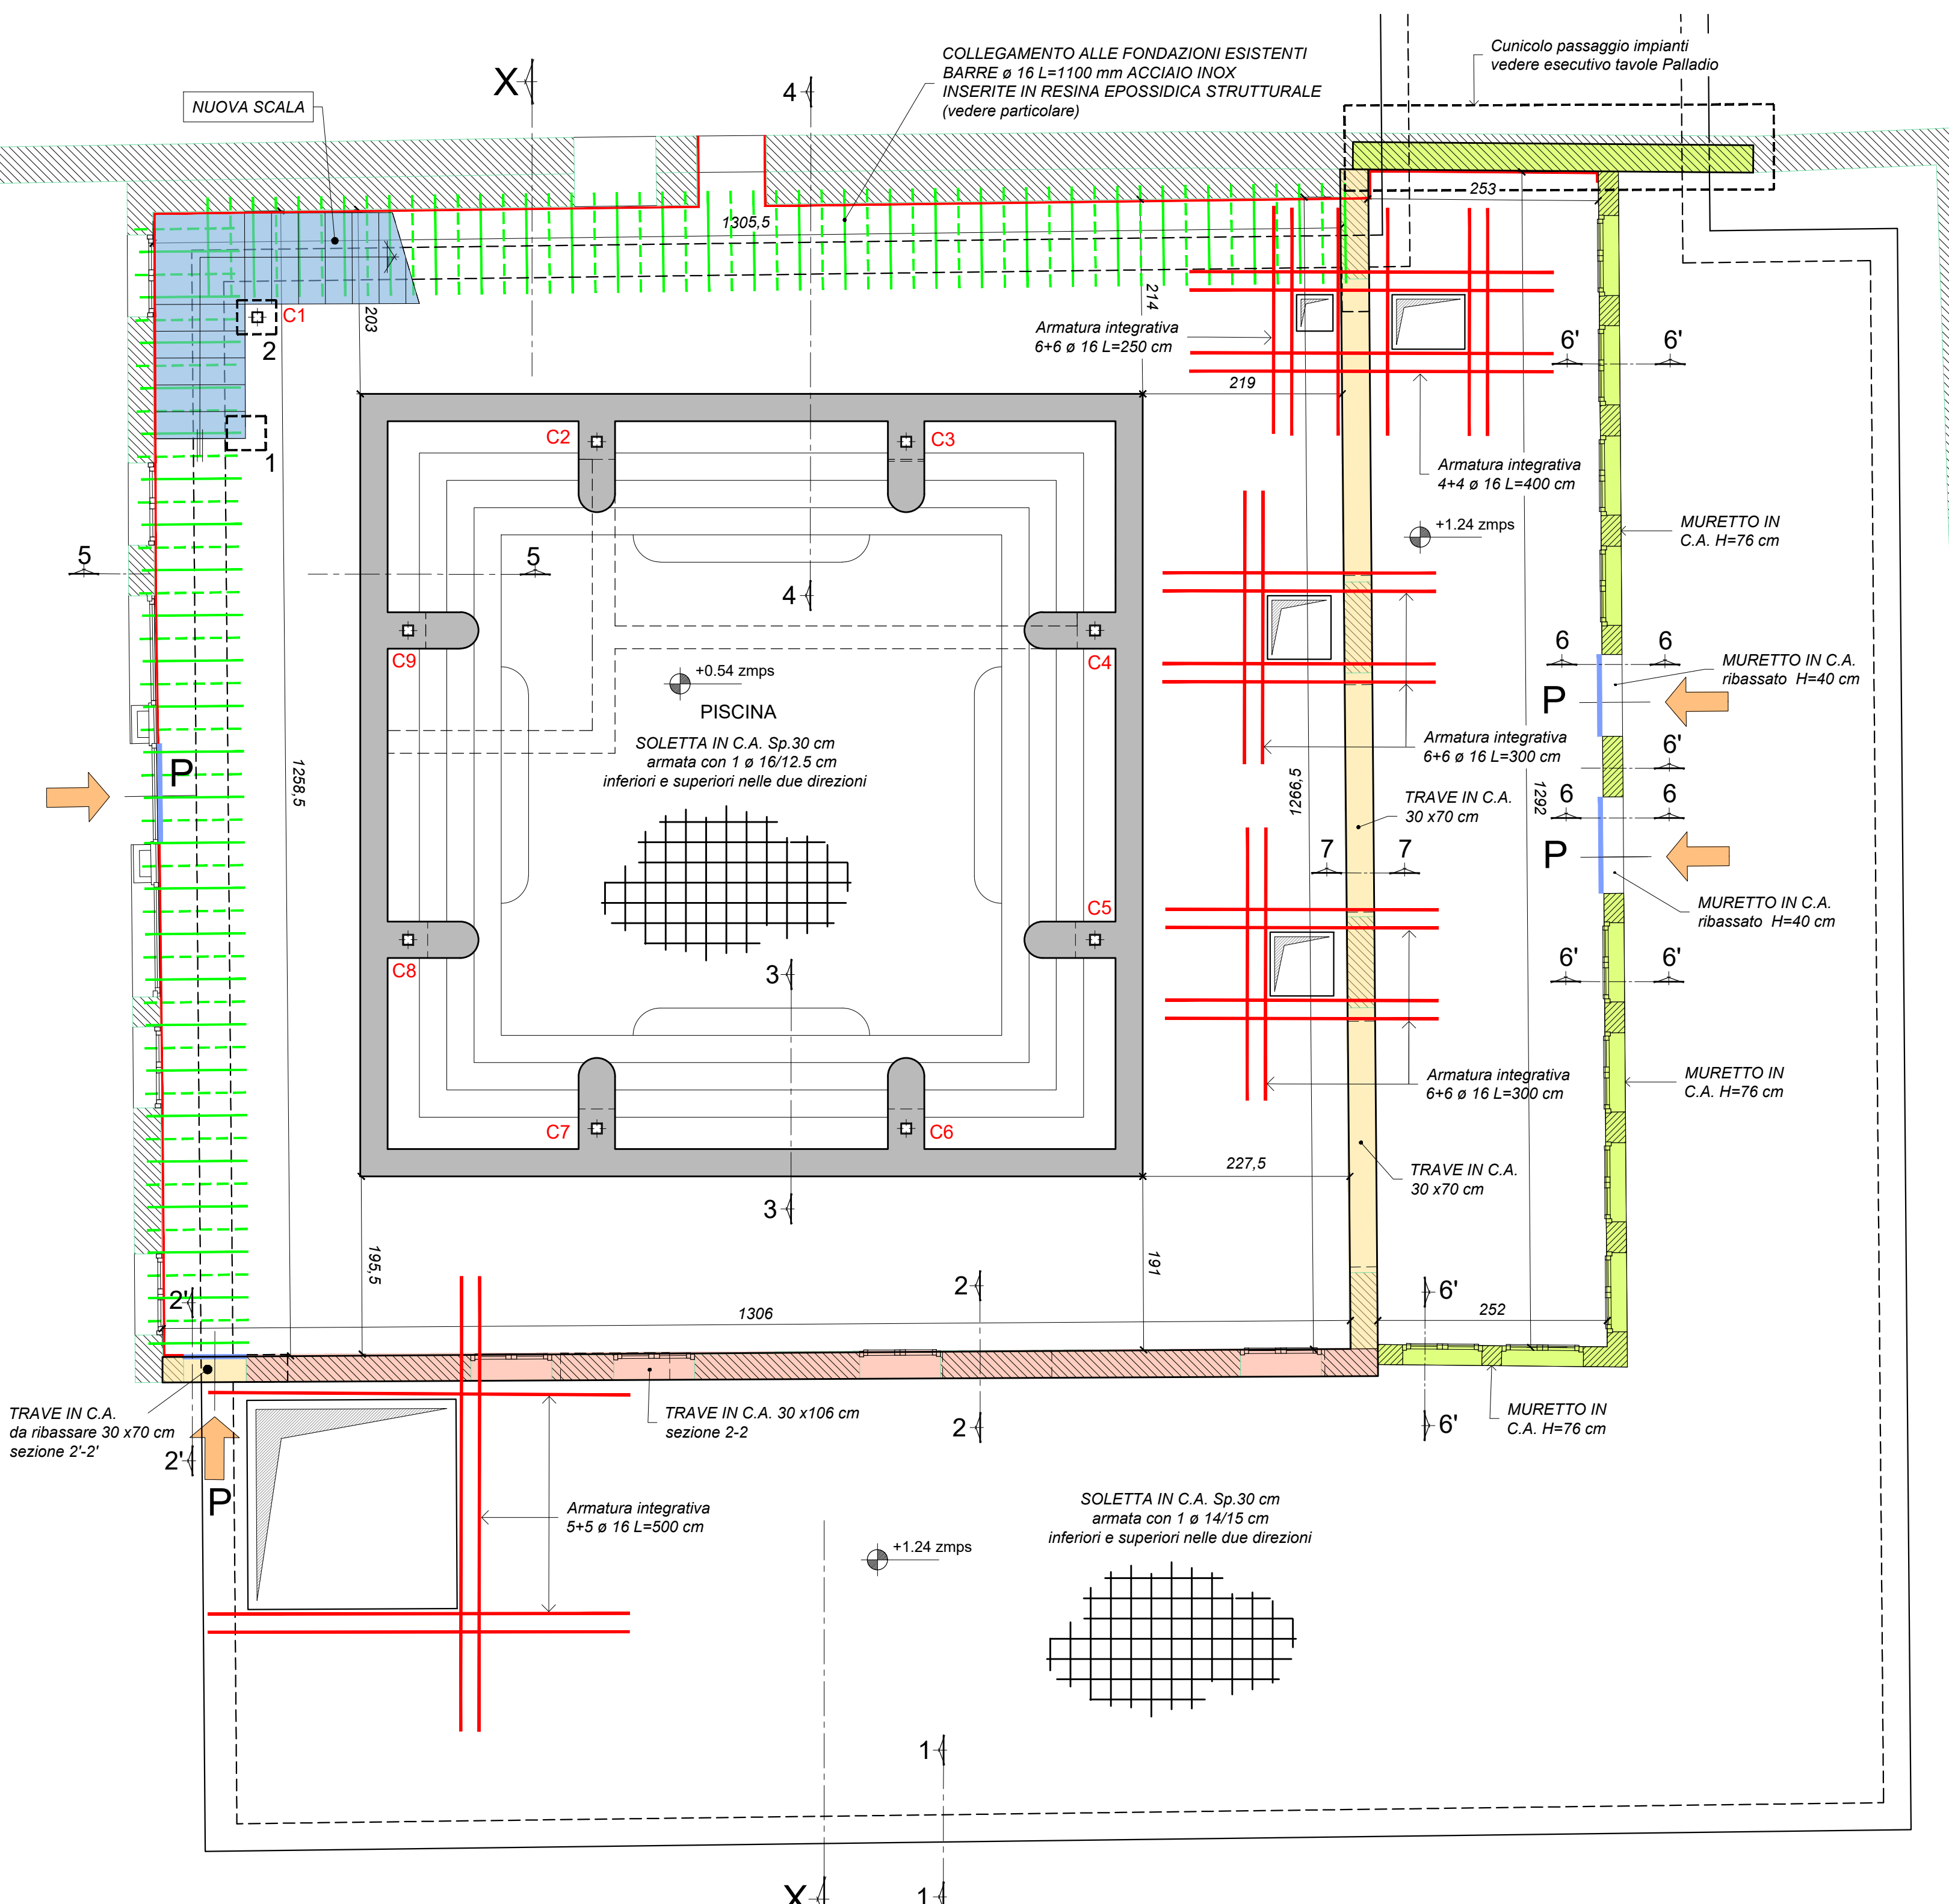 COLLEGAMENTO ALLE FONDAZIONI ESISTENTI
BARRE ø 16 L=1100 mm ACCIAIO INOX
INSERITE IN RESINA EPOSSIDICA STRUTTURALE
(vedere particolare)
Cunicolo passaggio impianti
vedere esecutivo tavole Palladio
X
4
NUOVA SCALA
253
1305,5
C1
2
203
214
Armatura integrativa
6+6 ø 16 L=250 cm
6'
6'
219
1
C2
C3
Armatura integrativa
4+4 ø 16 L=400 cm
+1.24 zmps
MURETTO IN
C.A. H=76 cm
5
5
4
C9
C4
6
6
MURETTO IN C.A.
ribassato H=40 cm
+0.54 zmps
P
PISCINA
SOLETTA IN C.A. Sp.30 cm
armata con 1 ø 16/12.5 cm
inferiori e superiori nelle due direzioni
Armatura integrativa
6+6 ø 16 L=300 cm
6'
P
1258,5
1266,5
1292
TRAVE IN C.A.
30 x70 cm
6
6
7
7
P
MURETTO IN C.A.
ribassato H=40 cm
C5
C8
3
6'
6'
Armatura integrativa
6+6 ø 16 L=300 cm
MURETTO IN
C.A. H=76 cm
C7
C6
227,5
TRAVE IN C.A.
30 x70 cm
3
195,5
191
2'
2
6'
1306
252
TRAVE IN C.A.
da ribassare 30 x70 cm
sezione 2'-2'
TRAVE IN C.A. 30 x106 cm
sezione 2-2
2
6'
MURETTO IN
C.A. H=76 cm
2'
P
Armatura integrativa
5+5 ø 16 L=500 cm
SOLETTA IN C.A. Sp.30 cm
armata con 1 ø 14/15 cm
inferiori e superiori nelle due direzioni
+1.24 zmps
1
X
1